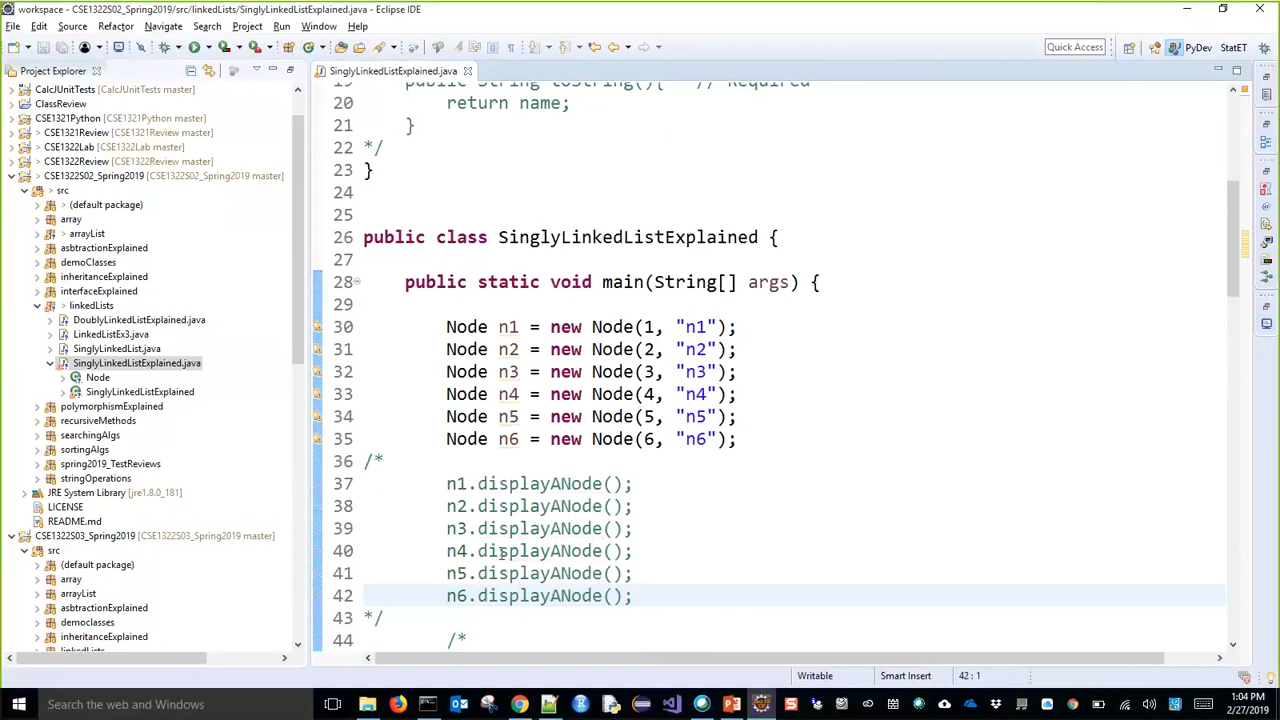 workspace - CSE1322S02_Spring2019/src/linkedLists/SinglyLinkedListExplained.java - Eclipse IDE
File Edit Source Refactor Navigate Search Project Run Window Help
Quick Access PyDev StatET
Project Explorer
SinglyLinkedListExplained.java
CalcJUnitTests [CalcJUnitTests master]
ClassReview
CSE1321Python [CSE1321Python master]
> CSE1321Review [CSE1321Review master]
> CSE1322Lab [CSE1322Lab master]
> CSE1322Review [CSE1322Review master]
> CSE1322S02_Spring2019 [CSE1322S02_Spring2019 master]
> src
> (default package)
array
> arrayList
asbtractionExplained
demoClasses
inheritanceExplained
interfaceExplained
> linkedLists
DoublyLinkedListExplained.java
LinkedListEx3.java
SinglyLinkedList.java
SinglyLinkedListExplained.java
Node
SinglyLinkedListExplained
polymorphismExplained
recursiveMethods
searchingAlgs
sortingAlgs
spring2019_TestReviews
stringOperations
JRE System Library [jre1.8.0_181]
LICENSE
README.md
CSE1322S03_Spring2019 [CSE1322S03_Spring2019 master]
src
(default package)
array
arrayList
asbtractionExplained
democlasses
inheritanceExplained
linkedLists
19 public String toString(){ // Required
20 return name;
21 }
22 */
23 }
24
25
26 public class SinglyLinkedListExplained {
27
28 public static void main(String[] args) {
29
30 Node n1 = new Node(1, "n1");
31 Node n2 = new Node(2, "n2");
32 Node n3 = new Node(3, "n3");
33 Node n4 = new Node(4, "n4");
34 Node n5 = new Node(5, "n5");
35 Node n6 = new Node(6, "n6");
36 /*
37 n1.displayANode();
38 n2.displayANode();
39 n3.displayANode();
40 n4.displayANode();
41 n5.displayANode();
42 n6.displayANode();
43 */
44 /*
Writable Smart Insert 42 : 1
Search the web and Windows
1:04 PM
2/27/2019